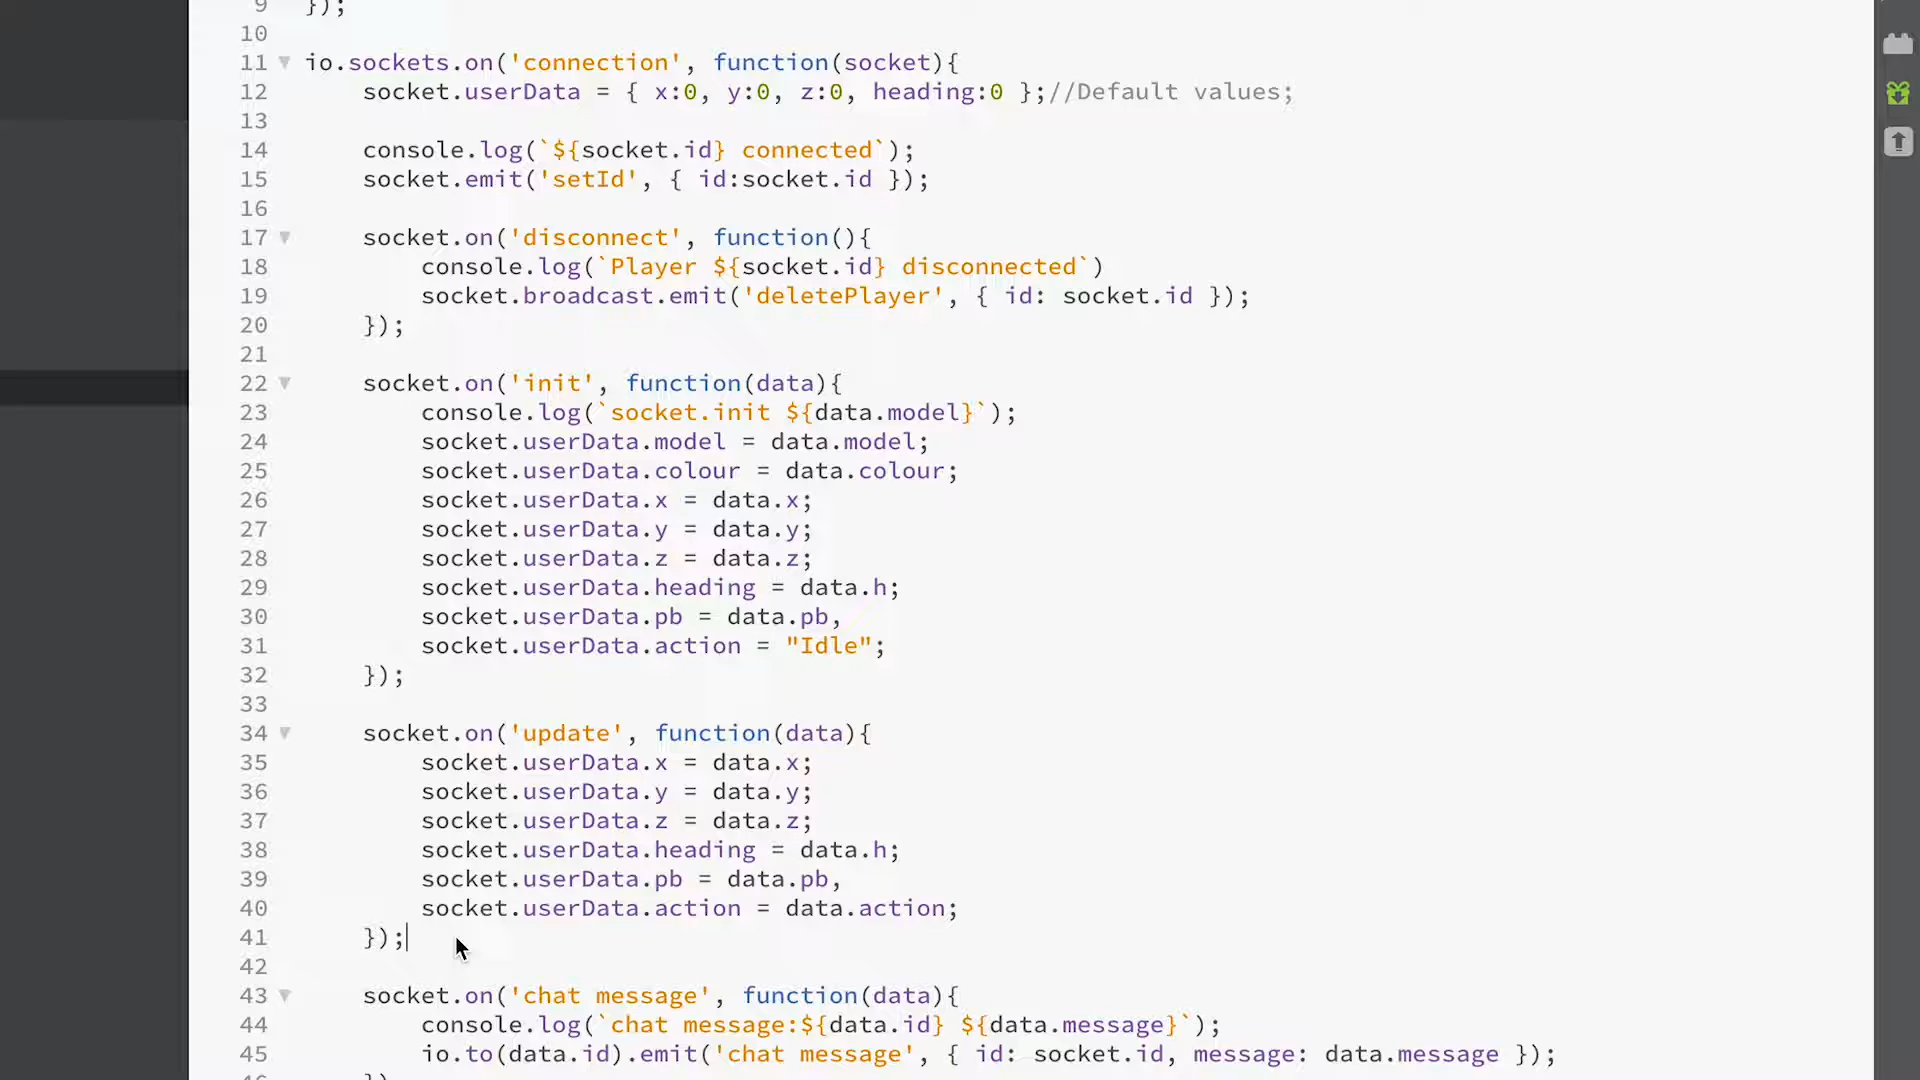 9 });
10
11 io.sockets.on('connection', function(socket){
12 socket.userData = { x:0, y:0, z:0, heading:0 };//Default values;
13
14 console.log(`${socket.id} connected`);
15 socket.emit('setId', { id:socket.id });
16
17 socket.on('disconnect', function(){
18 console.log(`Player ${socket.id} disconnected`)
19 socket.broadcast.emit('deletePlayer', { id: socket.id });
20 });
21
22 socket.on('init', function(data){
23 console.log(`socket.init ${data.model}`);
24 socket.userData.model = data.model;
25 socket.userData.colour = data.colour;
26 socket.userData.x = data.x;
27 socket.userData.y = data.y;
28 socket.userData.z = data.z;
29 socket.userData.heading = data.h;
30 socket.userData.pb = data.pb,
31 socket.userData.action = "Idle";
32 });
33
34 socket.on('update', function(data){
35 socket.userData.x = data.x;
36 socket.userData.y = data.y;
37 socket.userData.z = data.z;
38 socket.userData.heading = data.h;
39 socket.userData.pb = data.pb,
40 socket.userData.action = data.action;
41 });
42
43 socket.on('chat message', function(data){
44 console.log(`chat message:${data.id} ${data.message}`);
45 io.to(data.id).emit('chat message', { id: socket.id, message: data.message });